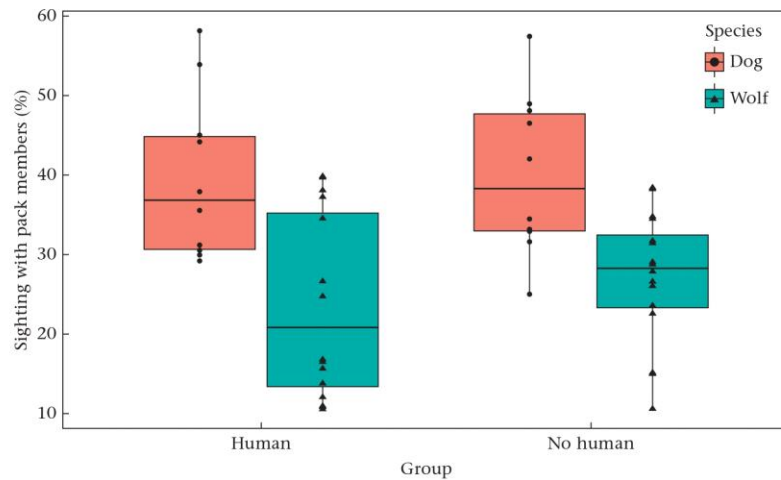 60
50
40
30
20
10
Sighting with pack members (%)
Species
Dog
Wolf
Human
No human
Group